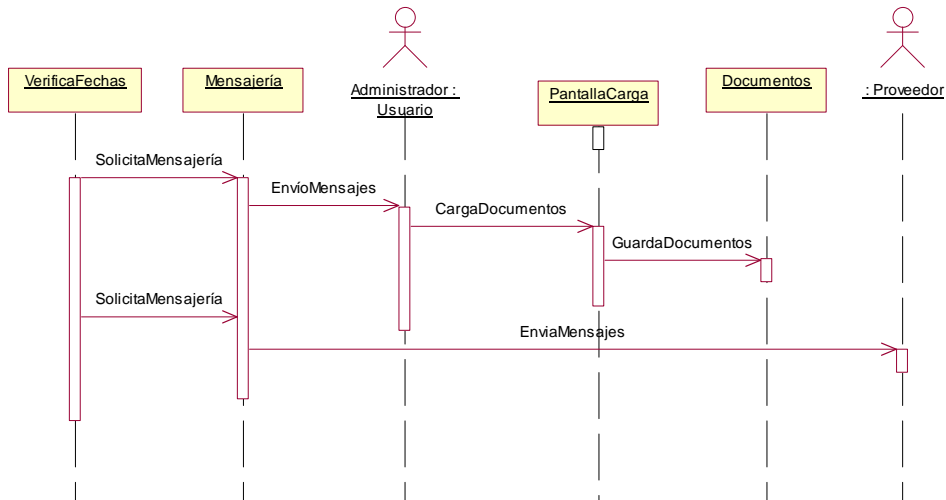 VerificaFechas
Mensajería
Administrador :
Usuario
PantallaCarga
Documentos
: Proveedor
SolicitaMensajería
EnvíoMensajes
CargaDocumentos
GuardaDocumentos
SolicitaMensajería
EnviaMensajes